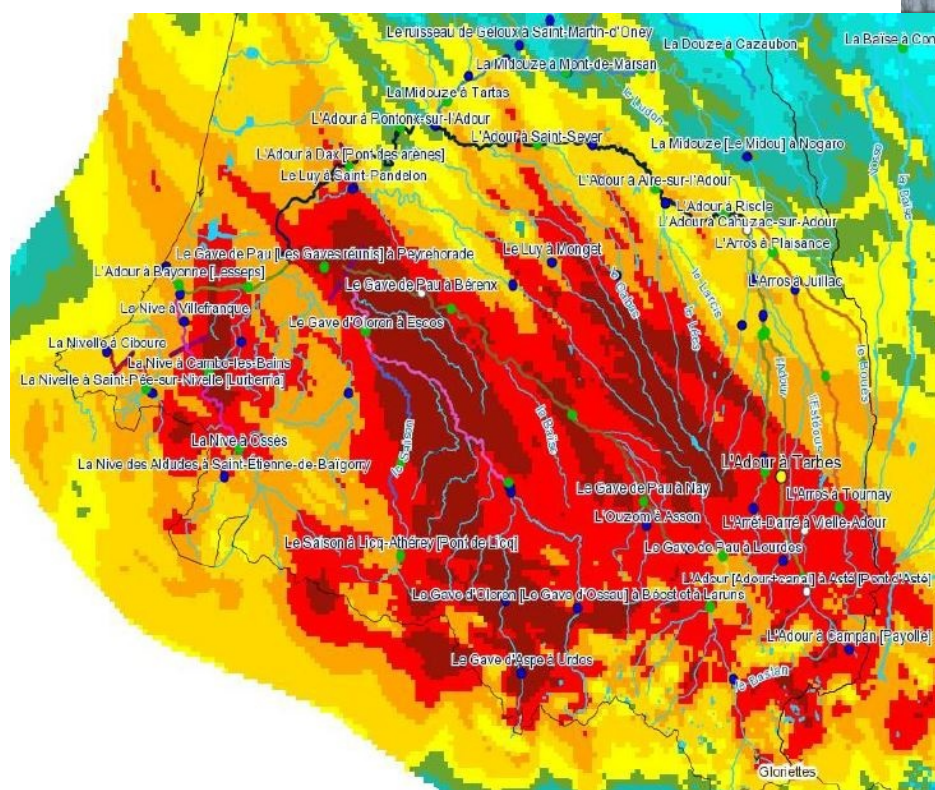 Le ruisseau de Geloux à Saint-Martin-d'Oney
La Douze à Cazaubon
La Baïse à Con
La Midouze à Mont-de-Marsan
La Midouze à Tartas
le Ludon
L'Adour à Pontonx-sur-l'Adour
L'Adour à Saint-Sever
La Midouze [Le Midou] à Nogaro
L'Adour à Dax [Pont des arènes]
Le Luy à Saint-Pandelon
L'Adour à Aire-sur-l'Adour
la Baïse
L'Adour à Riscle
L'Adour à Cahuzac-sur-Adour
L'Arros à Plaisance
Le Gave de Pau [Les Gaves réunis] à Peyrehorade
Le Luy à Monget
L'Adour à Bayonne [Lesseps]
Le Gave de Pau à Bérenx
le Gabas
le Larcis
L'Arros à Juillac
La Nive à Villefranque
Le Gave d'Oloron à Escos
le Lées
La Nivelle à Ciboure
La Nive à Cambo-les-Bains
le Bouès
La Nivelle à Saint-Pée-sur-Nivelle [Lurberria]
l'Adour
l'Estéous
la Baïse
La Nive à Ossès
le Saison
La Nive des Aldudes à Saint-Étienne-de-Baïgorry
L'Adour à Tarbes
Le Gave de Pau à Nay
L'Arros à Tournay
L'Ouzom à Asson
L'Arrêt-Darré à Vielle-Adour
Le Saison à Licq-Athérey [Pont de Licq]
Le Gave de Pau à Lourdes
L'Adour [Adour+canal] à Asté [Pont d'Asté]
Le Gave d'Oloron [Le Gave d'Ossau] à Béost et à Laruns
L'Adour à Campan [Payolle]
Le Gave d'Aspe à Urdos
le Bastan
Gloriettes